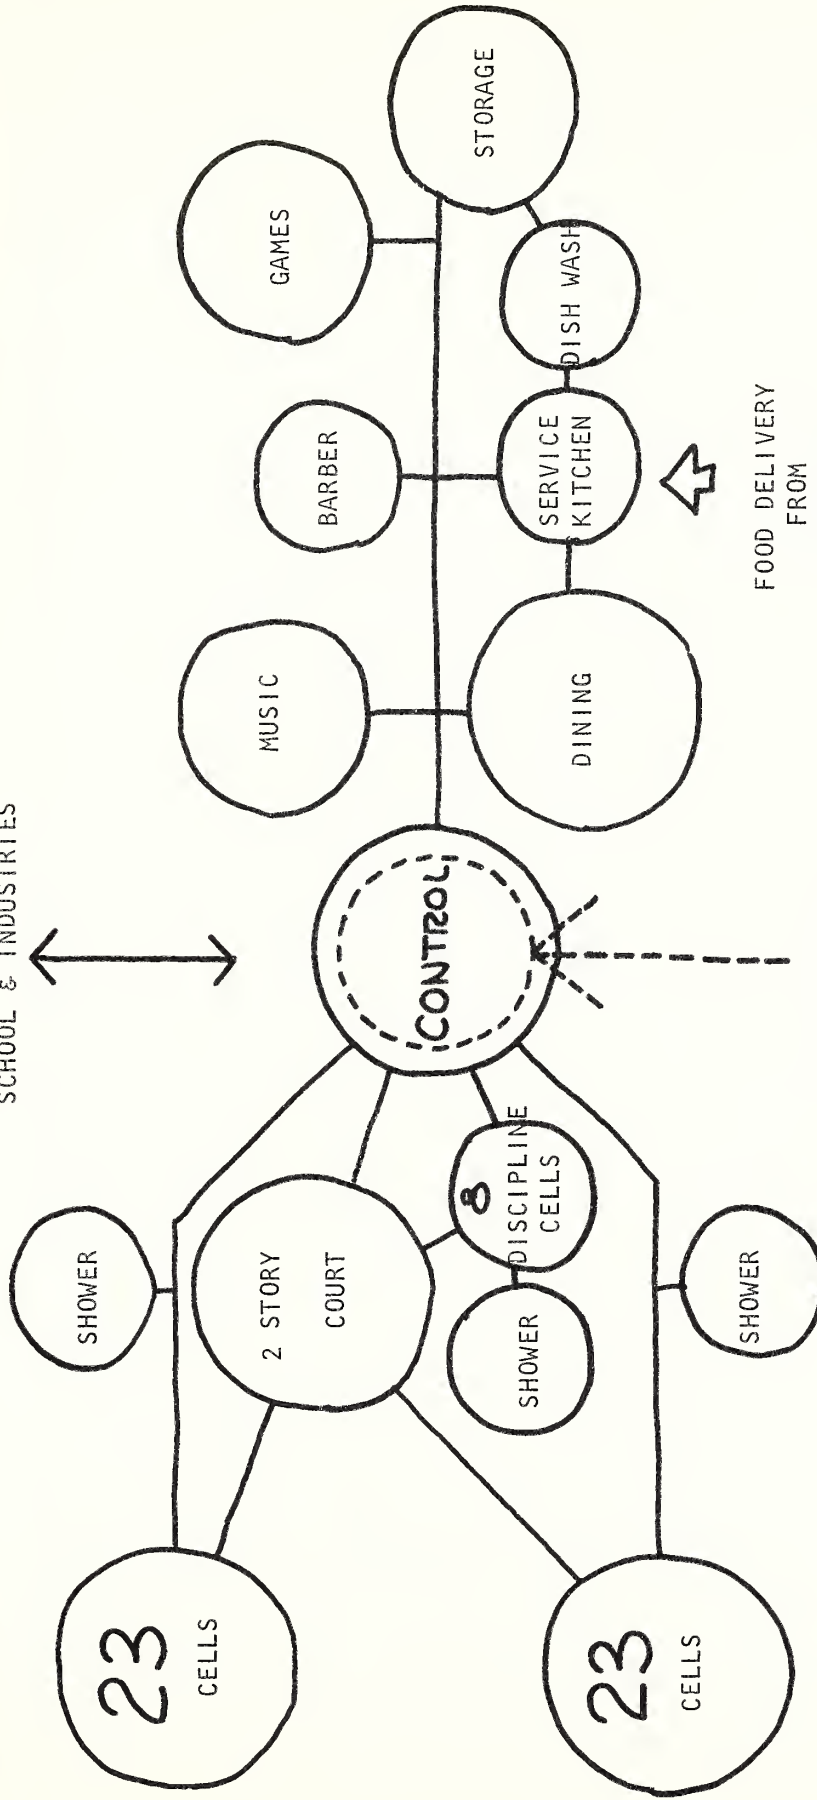 SCHOOL & INDUSTRIES
SHOWER
MUSIC
BARBER
GAMES
23
CELLS
2 STORY
COURT
CONTROL
STORAGE
8
DISCIPLINE
CELLS
SHOWER
DINING
SERVICE
KITCHEN
DISH WASH
23
CELLS
SHOWER
FOOD DELIVERY
FROM